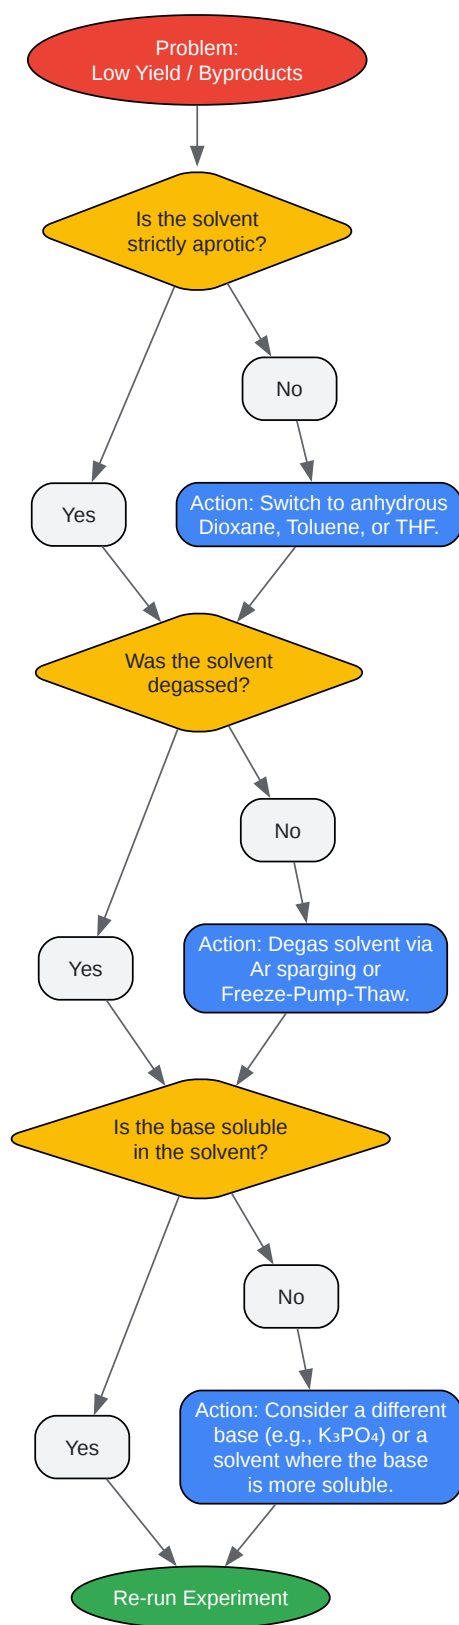 Problem:
Low Yield / Byproducts
Is the solvent
strictly aprotic?
No
Yes
Action: Switch to anhydrous
Dioxane, Toluene, or THF.
Was the solvent
degassed?
No
Yes
Action: Degas solvent via
Ar sparging or
Freeze-Pump-Thaw.
Is the base soluble
in the solvent?
No
Yes
Action: Consider a different
base (e.g., K₃PO₄) or a
solvent where the base
is more soluble.
Re-run Experiment